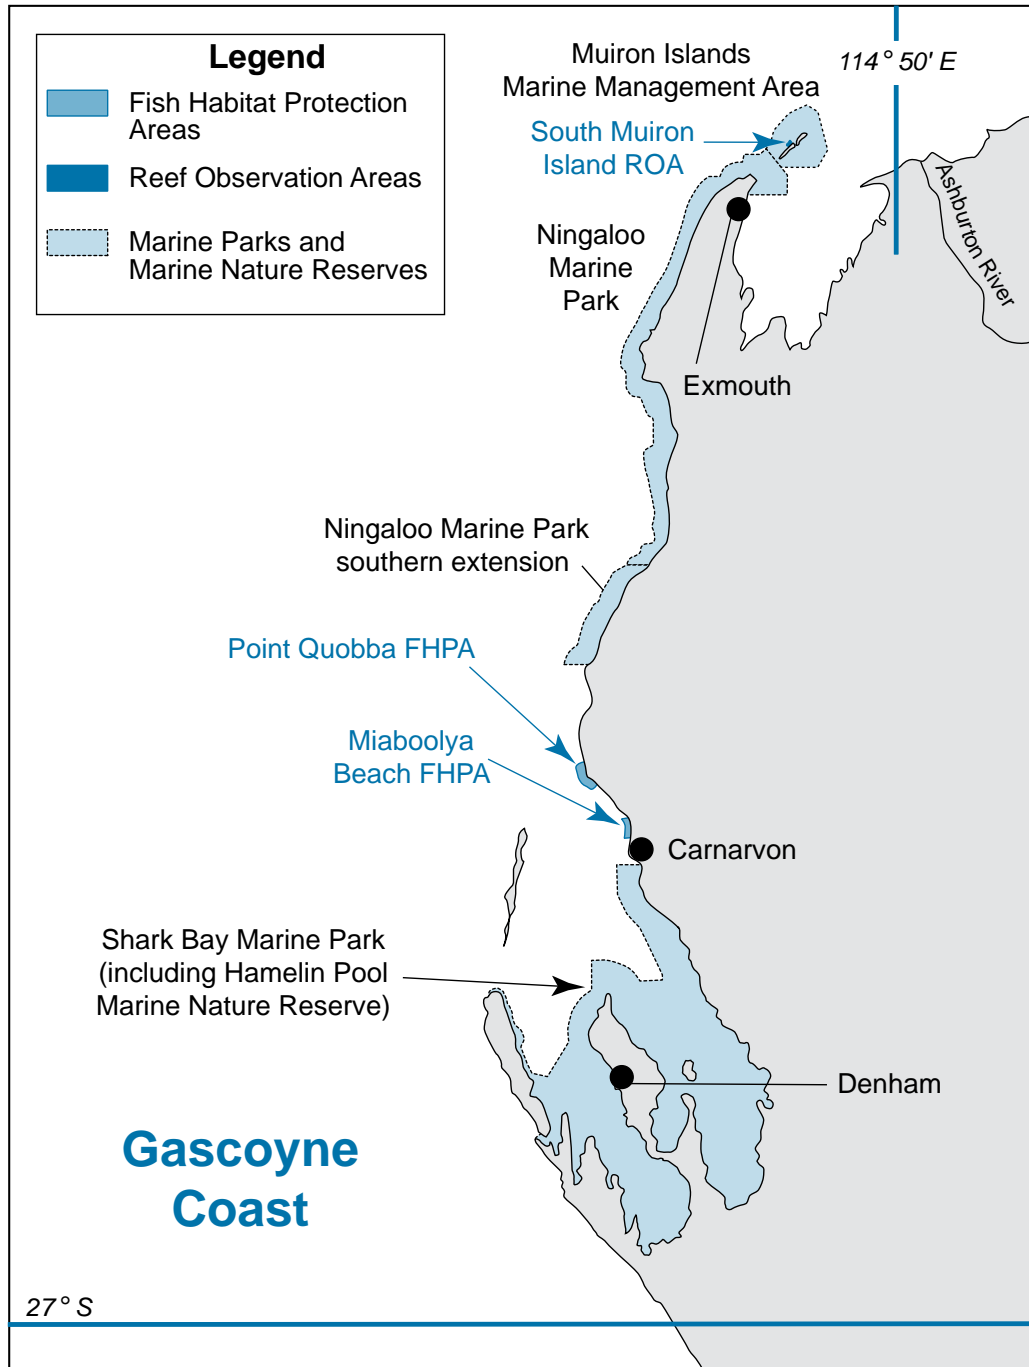 Legend
Fish Habitat Protection
Areas
Reef Observation Areas
Marine Parks and
Marine Nature Reserves
Muiron Islands
Marine Management Area
114° 50' E
South Muiron
Island ROA
Ashburton River
Ningaloo
Marine
Park
Exmouth
Ningaloo Marine Park
southern extension
Point Quobba FHPA
Miaboolya
Beach FHPA
Carnarvon
Shark Bay Marine Park
(including Hamelin Pool
Marine Nature Reserve)
Denham
Gascoyne
Coast
27° S